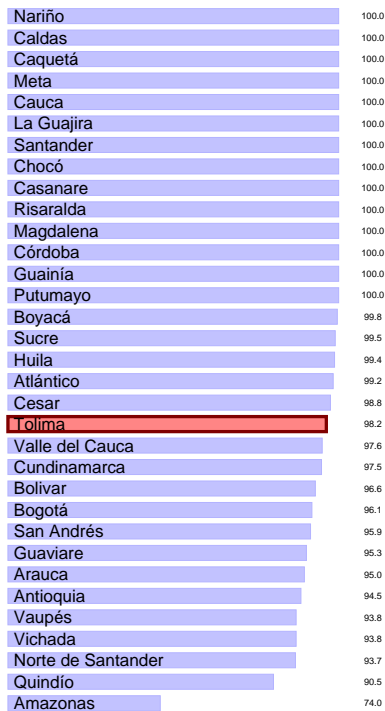 Nariño 100.0
Caldas 100.0
Caquetá 100.0
Meta 100.0
Cauca 100.0
La Guajira 100.0
Santander 100.0
Chocó 100.0
Casanare 100.0
Risaralda 100.0
Magdalena 100.0
Córdoba 100.0
Guainía 100.0
Putumayo 100.0
Boyacá 99.8
Sucre 99.5
Huila 99.4
Atlántico 99.2
Cesar 98.8
Tolima 98.2
Valle del Cauca 97.6
Cundinamarca 97.5
Bolivar 96.6
Bogotá 96.1
San Andrés 95.9
Guaviare 95.3
Arauca 95.0
Antioquia 94.5
Vaupés 93.8
Vichada 93.8
Norte de Santander 93.7
Quindío 90.5
Amazonas 74.0